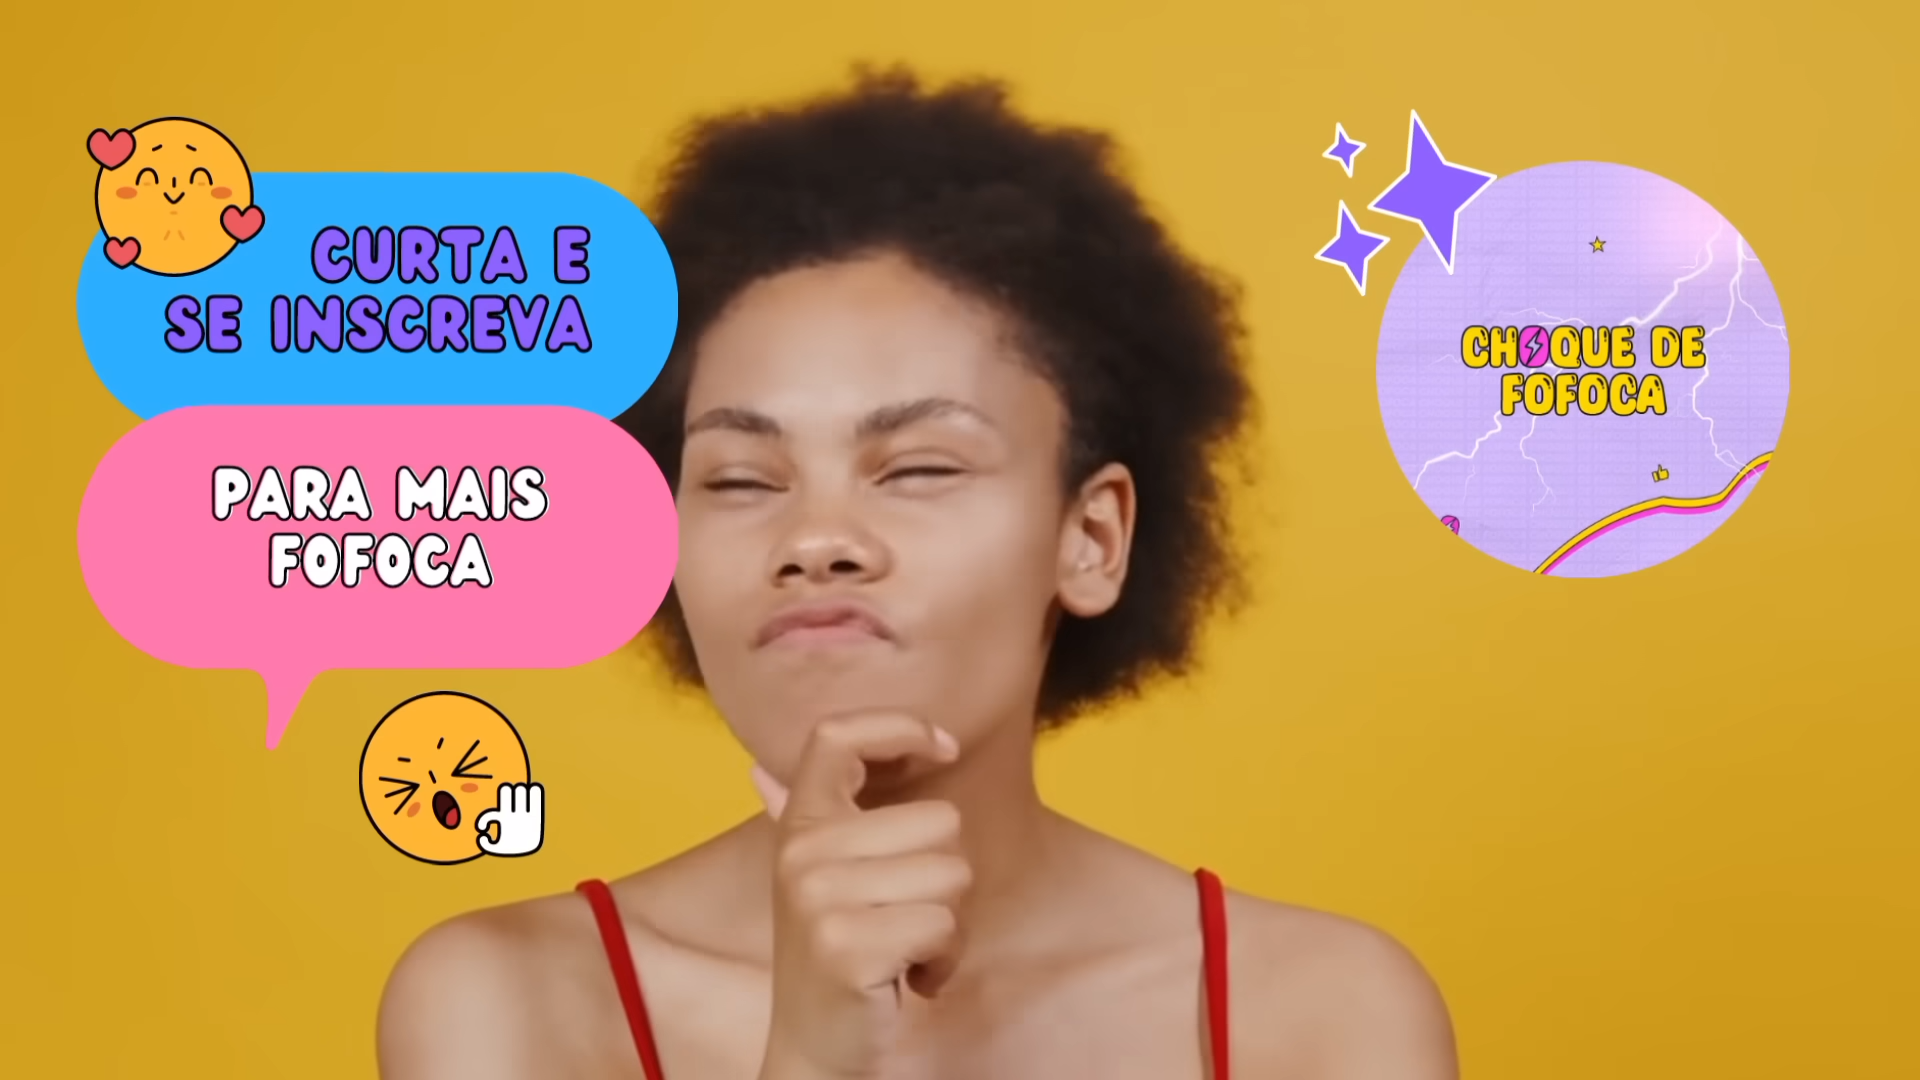 CURTA E
SE INSCREVA
PARA MAIS
FOFOCA
CHOQUE DE
FOFOCA